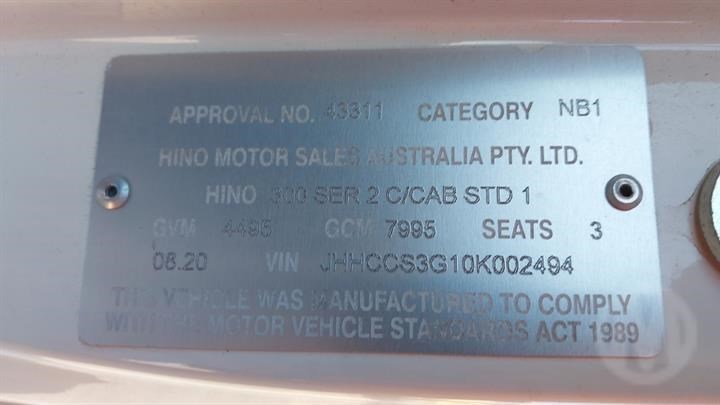 APPROVAL NO. 43311 CATEGORY NB1
HINO MOTOR SALES AUSTRALIA PTY. LTD.
HINO 300 SER 2 C/CAB STD 1
GVM 4495 GCM 7995 SEATS 3
08.20 VIN JHHCCS3G10K002494
THIS VEHICLE WAS MANUFACTURED TO COMPLY
WITH THE MOTOR VEHICLE STANDARDS ACT 1989